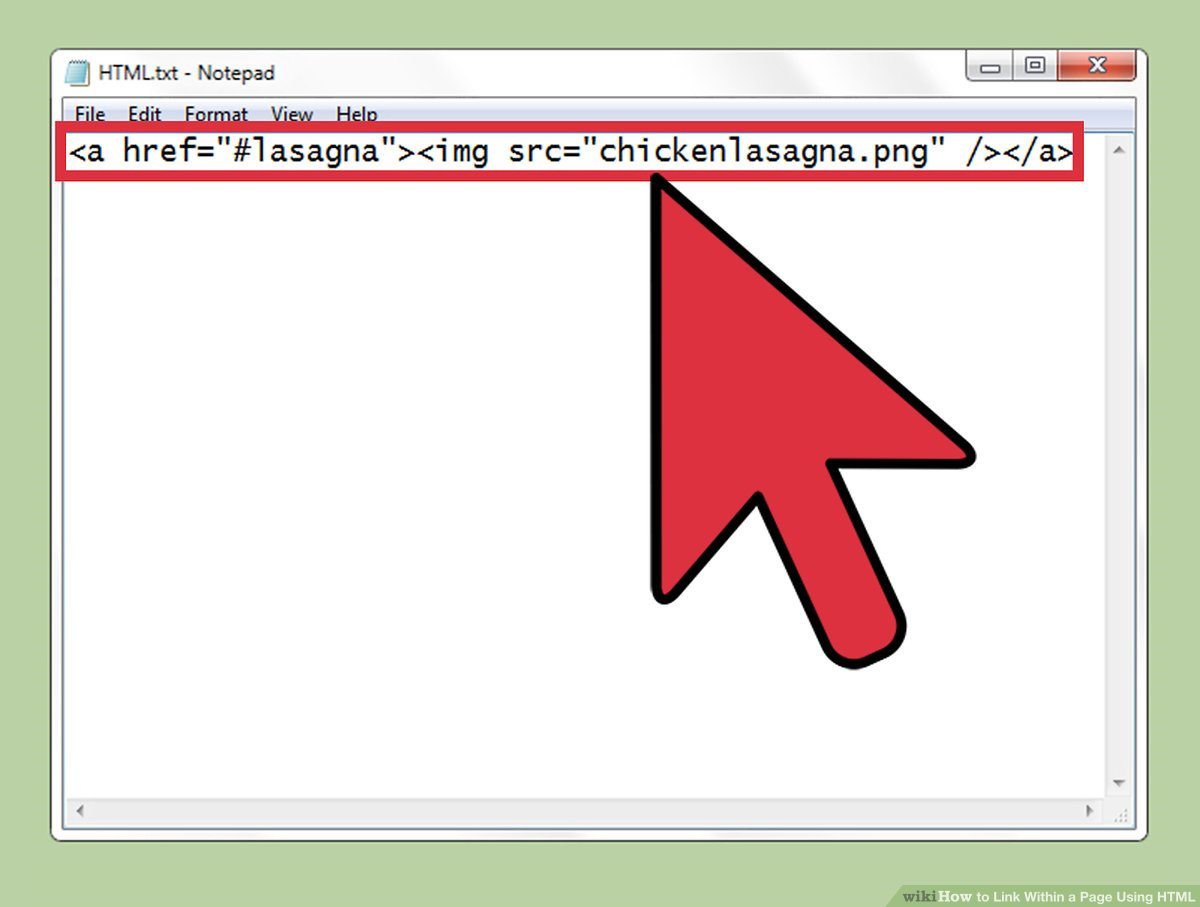 HTML.txt - Notepad
File Edit Format View Help
<a href="#lasagna"><img src="chickenlasagna.png" /></a>
wikiHow to Link Within a Page Using HTML